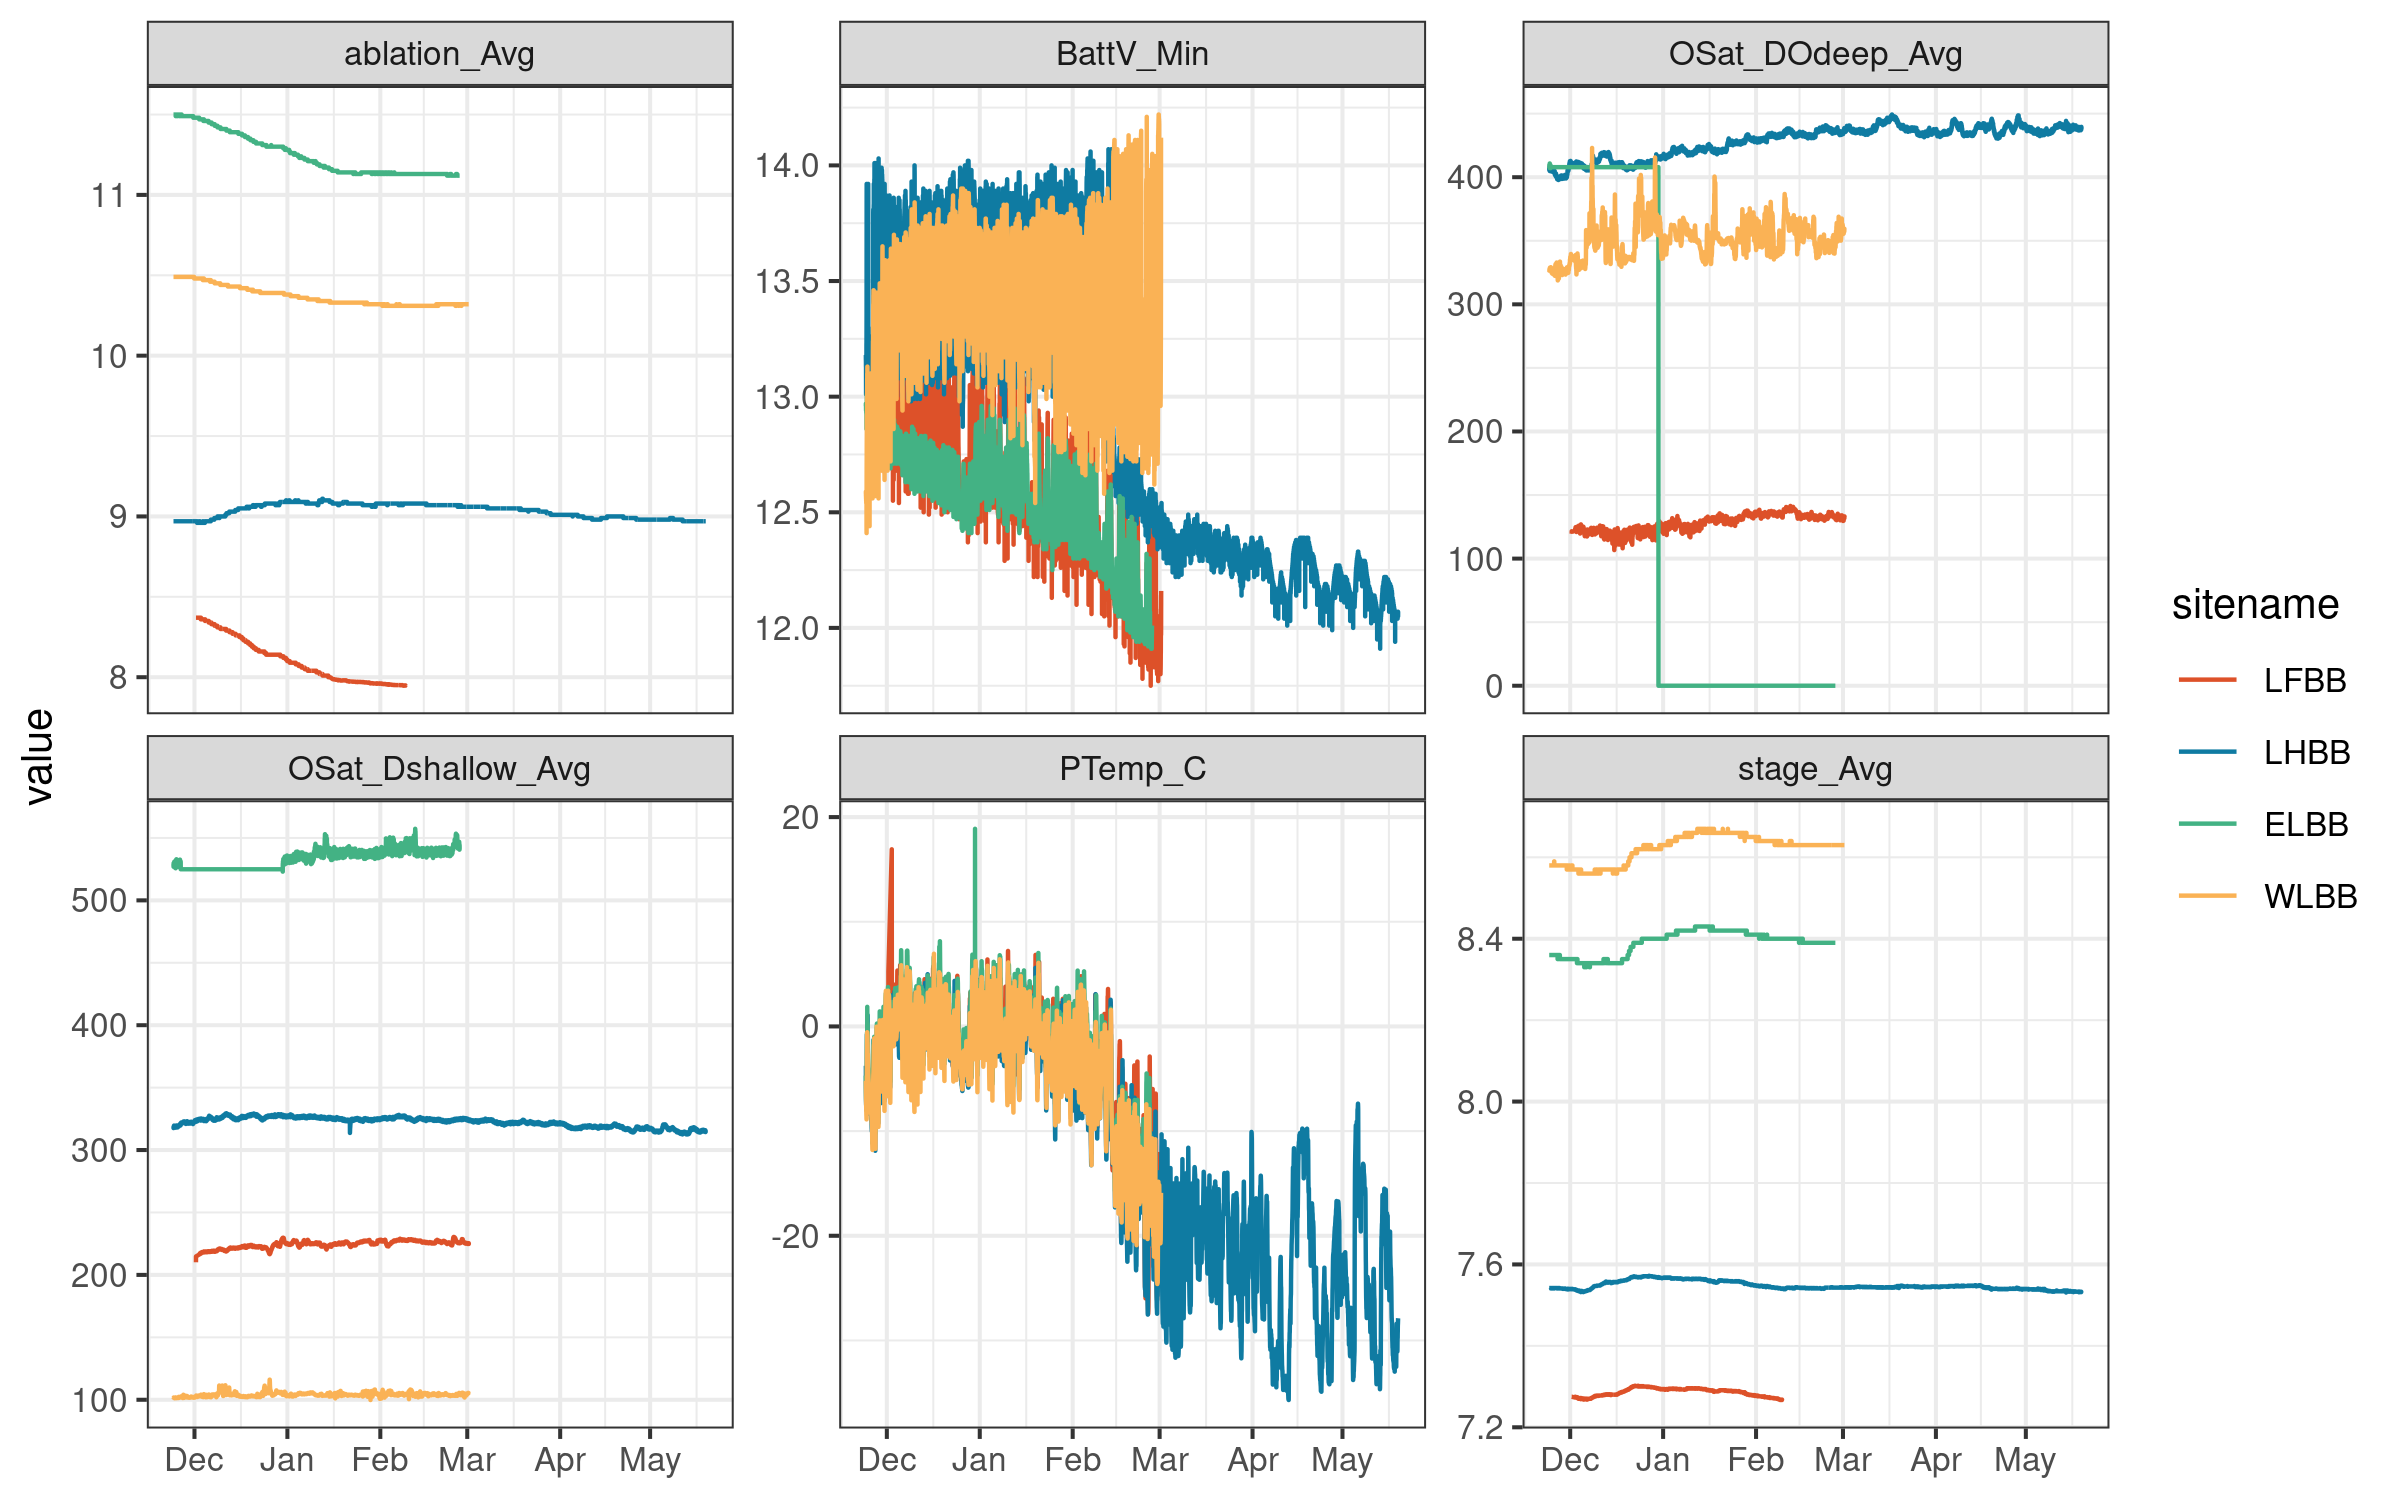 ablation_Avg
BattV_Min
OSat_DOdeep_Avg
11
10
9
8
14.0
13.5
13.0
12.5
12.0
400
300
200
100
0
value
OSat_Dshallow_Avg
PTemp_C
stage_Avg
500
400
300
200
100
20
0
-20
8.4
8.0
7.6
7.2
Dec Jan Feb Mar Apr May
Dec Jan Feb Mar Apr May
Dec Jan Feb Mar Apr May
sitename
LFBB
LHBB
ELBB
WLBB